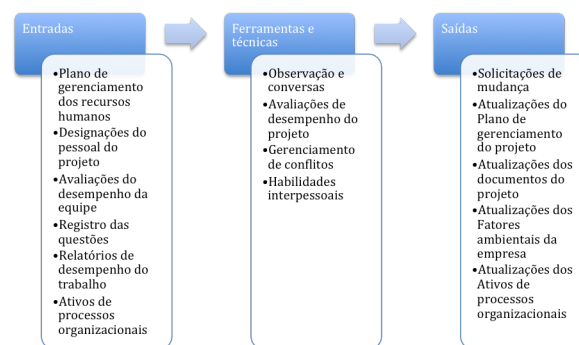 Entradas
•Plano de
gerenciamento
dos recursos
humanos
•Designações do
pessoal do
projeto
•Avaliações do
desempenho da
equipe
•Registro das
questões
•Relatórios de
desempenho do
trabalho
•Ativos de
processos
organizacionais
Ferramentas e
técnicas
•Observação e
conversas
•Avaliações de
desempenho do
projeto
•Gerenciamento
de conflitos
•Habilidades
interpessoais
Saídas
•Solicitações de
mudança
•Atualizações do
Plano de
gerenciamento
do projeto
•Atualizações dos
documentos do
projeto
•Atualizações dos
Fatores
ambientais da
empresa
•Atualizações dos
Ativos de
processos
organizacionais